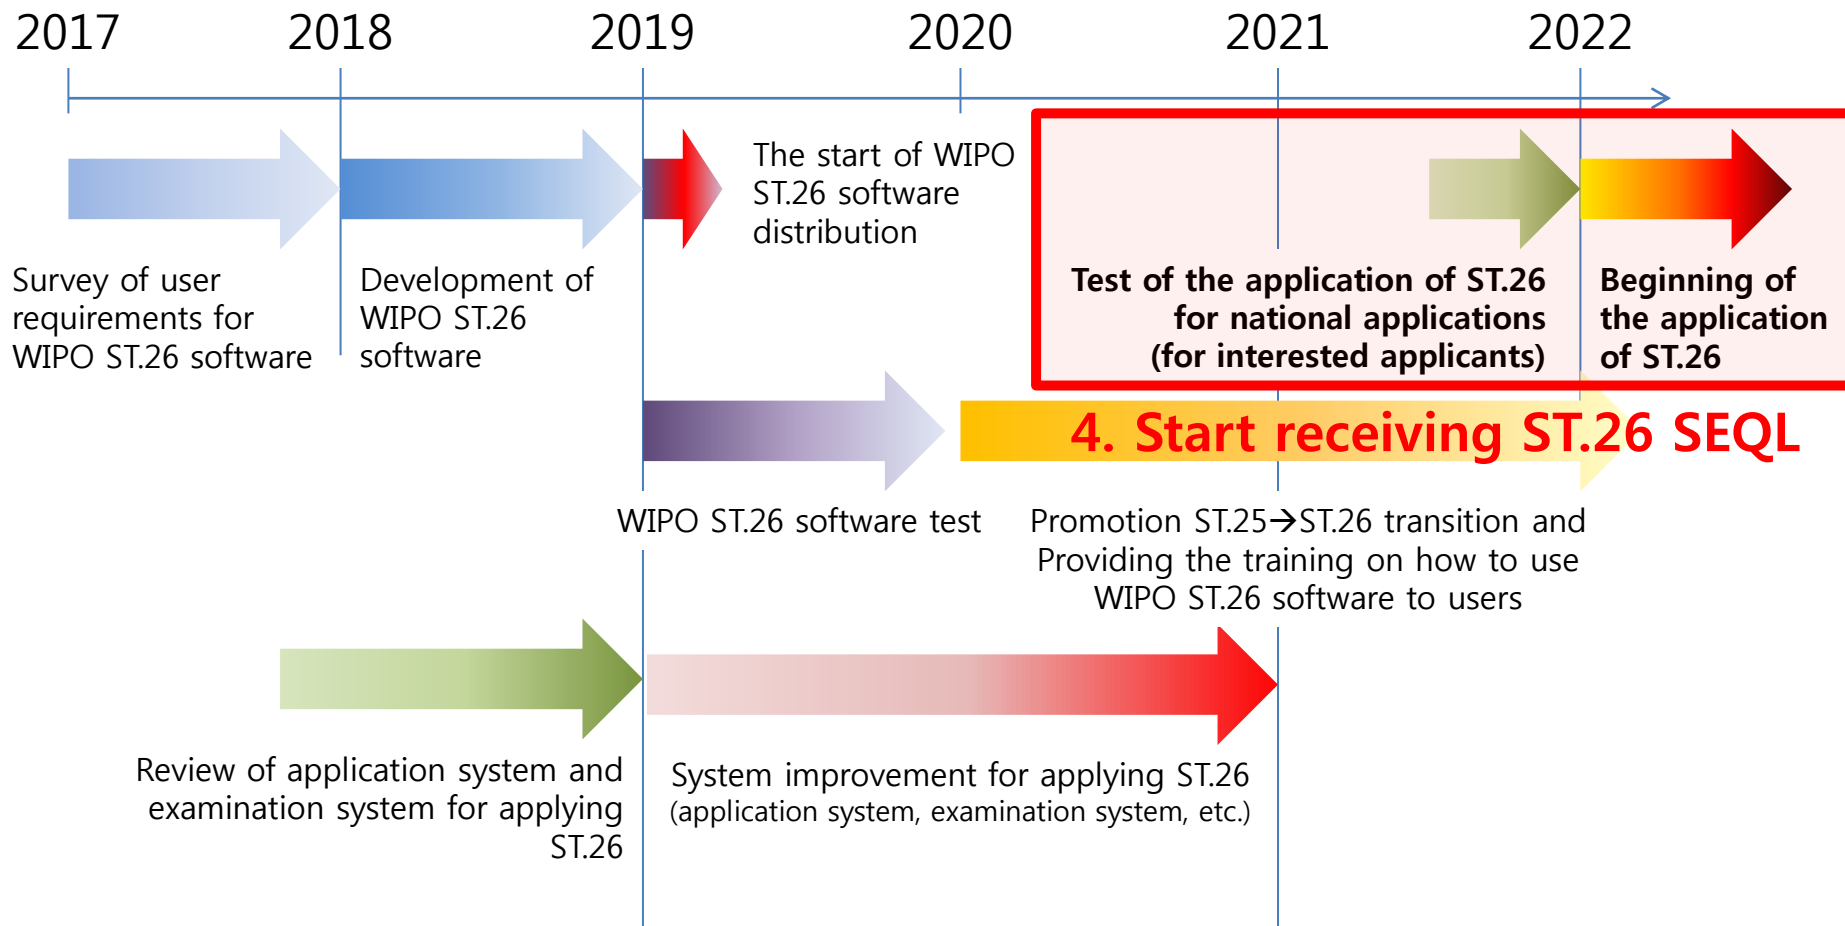 2017 2018 2019 2020 2021 2022
The start of WIPO
ST.26 software
distribution
Survey of user
requirements for
WIPO ST.26 software
Development of
WIPO ST.26
software
Test of the application of ST.26
for national applications
(for interested applicants)
Beginning of
the application
of ST.26
4. Start receiving ST.26 SEQL
WIPO ST.26 software test
Promotion ST.25→ST.26 transition and
Providing the training on how to use
WIPO ST.26 software to users
Review of application system and
examination system for applying
ST.26
System improvement for applying ST.26
(application system, examination system, etc.)